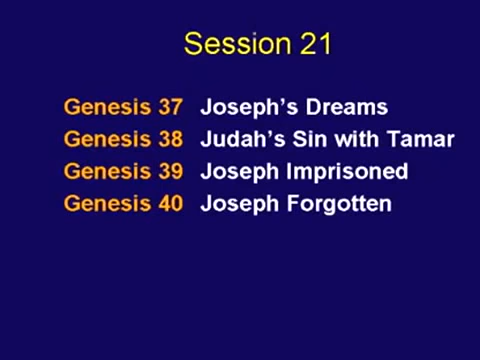 Session 21
Genesis 37 Joseph's Dreams
Genesis 38 Judah's Sin with Tamar
Genesis 39 Joseph Imprisoned
Genesis 40 Joseph Forgotten